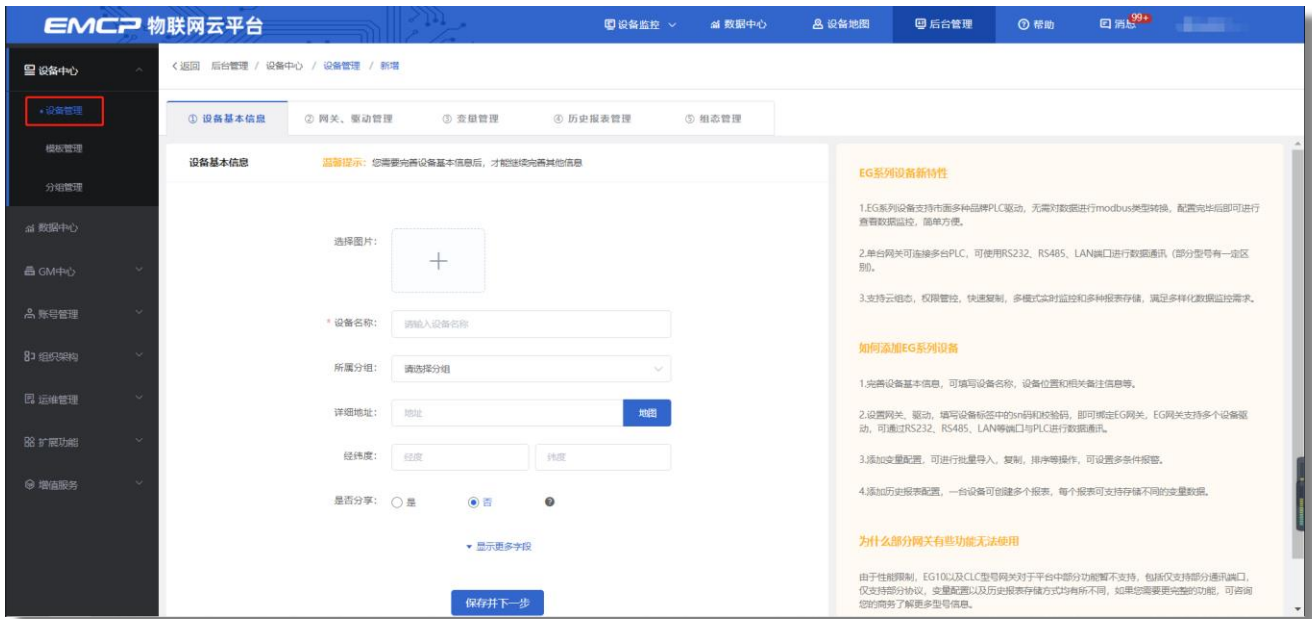 EMCP 物联网云平台
设备监控
数据中心
设备地图
后台管理
帮助
消息
99+
设备中心
设备管理
模板管理
分组管理
数据中心
GM中心
账号管理
组织架构
运维管理
扩展功能
增值服务
返回 后台管理 / 设备中心 / 设备管理 / 新增
① 设备基本信息
② 网关、驱动管理
③ 变量管理
④ 历史报表管理
⑤ 组态管理
设备基本信息
温馨提示：您需要完善设备基本信息后，才能继续完善其他信息
选择图片：
* 设备名称：
请输入设备名称
所属分组：
请选择分组
详细地址：
地址
地图
经纬度：
经度
纬度
是否分享：
是
否
显示更多字段
保存并下一步
EG系列设备新特性
1.EG系列设备支持市面多种品牌PLC驱动，无需对数据进行modbus类型转换，配置完毕后即可进行
查看数据监控，简单方便。
2.单台网关可连接多台PLC，可使用RS232、RS485、LAN端口进行数据通讯（部分型号有一定区
别)。
3.支持云组态，权限管控，快速复制，多模式实时监控和多种报表存储，满足多样化数据监控需求。
如何添加EG系列设备
1.完善设备基本信息，可填写设备名称，设备位置和相关备注信息等。
2.设置网关、驱动，填写设备标签中的sn码和校验码，即可绑定EG网关，EG网关支持多个设备驱
动，可通过RS232、RS485、LAN等端口与PLC进行数据通讯。
3.添加变量配置，可进行批量导入，复制，排序等操作，可设置多条件报警。
4.添加历史报表配置，一台设备可创建多个报表，每个报表可支持存储不同的变量数据。
为什么部分网关有些功能无法使用
由于性能限制，EG10以及CLC型号网关对于平台中部分功能暂不支持，包括仅支持部分通讯端口，
仅支持部分协议，变量配置以及历史报表存储方式均有所不同，如果您需要更完整的功能，可咨询
您的商务了解更多型号信息。